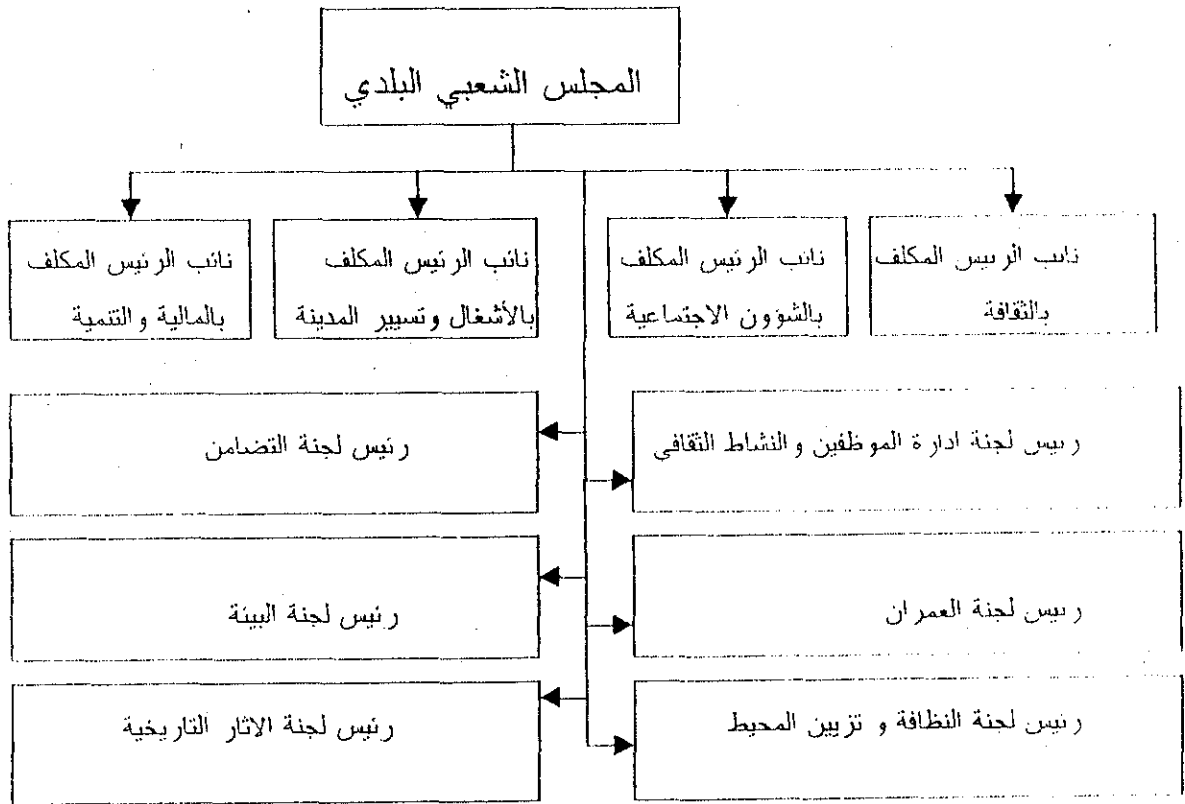 المجلس الشعبي البلدي
نائب الرئيس المكلف
بالثقافة
نائب الرئيس المكلف
بالشؤون الاجتماعية
نائب الرئيس المكلف
بالأشغال وتسيير المدينة
نائب الرئيس المكلف
بالمالية والتنمية
رئيس لجنة ادارة الموظفين والنشاط الثقافي
رئيس لجنة التضامن
رئيس لجنة العمران
رئيس لجنة البيئة
رئيس لجنة النظافة و تزيين المحيط
رئيس لجنة الاثار التاريخية